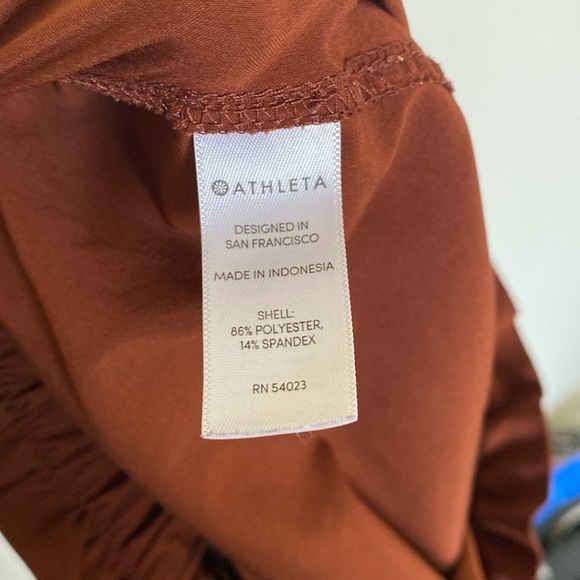 ATHLETA
DESIGNED IN
SAN FRANCISCO
MADE IN INDONESIA
SHELL:
86% POLYESTER,
14% SPANDEX
RN 54023